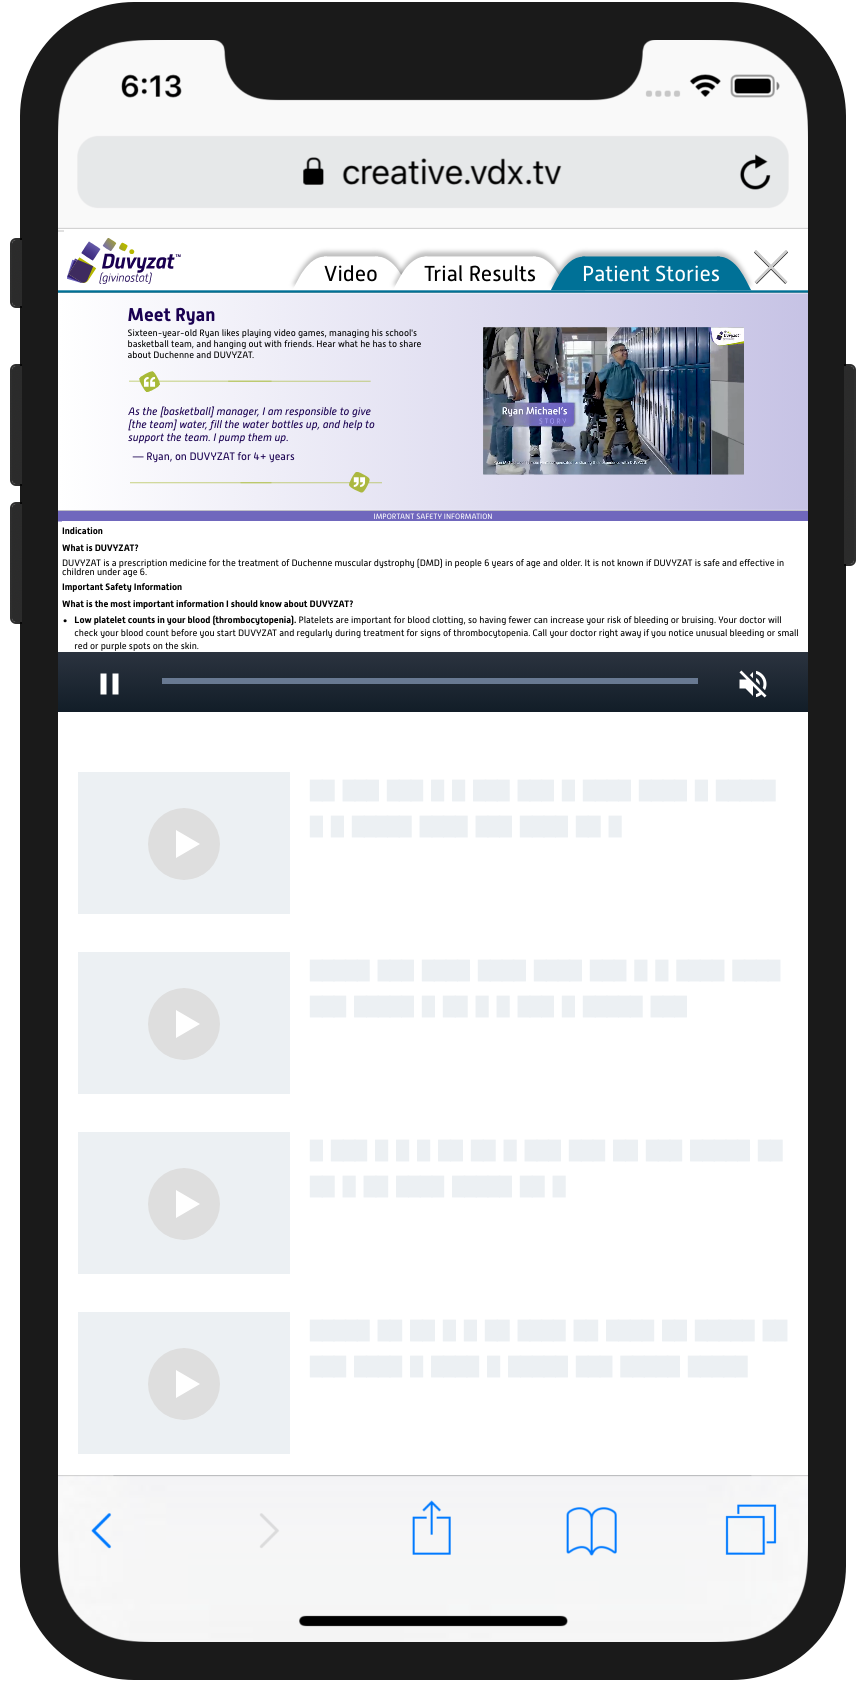 6:13
creative.vdx.tv
Duvyzat™
[givinostat]
Video
Trial Results
Patient Stories
Meet Ryan
Sixteen-year-old Ryan likes playing video games, managing his school's
basketball team, and hanging out with friends. Hear what he has to share
about Duchenne and DUVYZAT.
As the [basketball] manager, I am responsible to give
[the team] water, fill the water bottles up, and help to
support the team. I pump them up.
— Ryan, on DUVYZAT for 4+ years
Duvyzat
Ryan Michael's
STORY
IMPORTANT SAFETY INFORMATION
Indication
What is DUVYZAT?
DUVYZAT is a prescription medicine for the treatment of Duchenne muscular dystrophy (DMD) in people 6 years of age and older. It is not known if DUVYZAT is safe and effective in
children under age 6.
Important Safety Information
What is the most important information I should know about DUVYZAT?
• Low platelet counts in your blood (thrombocytopenia). Platelets are important for blood clotting, so having fewer can increase your risk of bleeding or bruising. Your doctor will
check your blood count before you start DUVYZAT and regularly during treatment for signs of thrombocytopenia. Call your doctor right away if you notice unusual bleeding or small
red or purple spots on the skin.